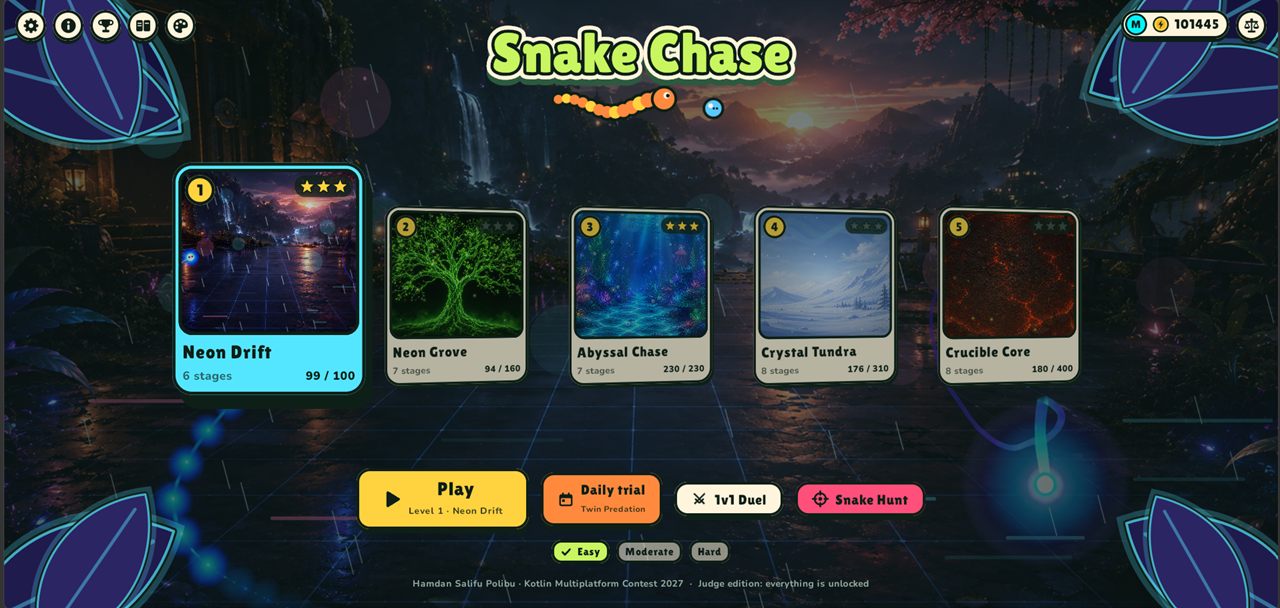 M 101445
Snake Chase
1
Neon Drift
6 stages 99 / 100
2
Neon Grove
7 stages 94 / 160
3
Abyssal Chase
7 stages 230 / 230
4
Crystal Tundra
8 stages 176 / 310
5
Crucible Core
8 stages 180 / 400
Play
Level 1 · Neon Drift
Daily trial
Twin Predation
1v1 Duel
Snake Hunt
Easy
Moderate
Hard
Hamdan Salifu Polibu · Kotlin Multiplatform Contest 2027 · Judge edition: everything is unlocked